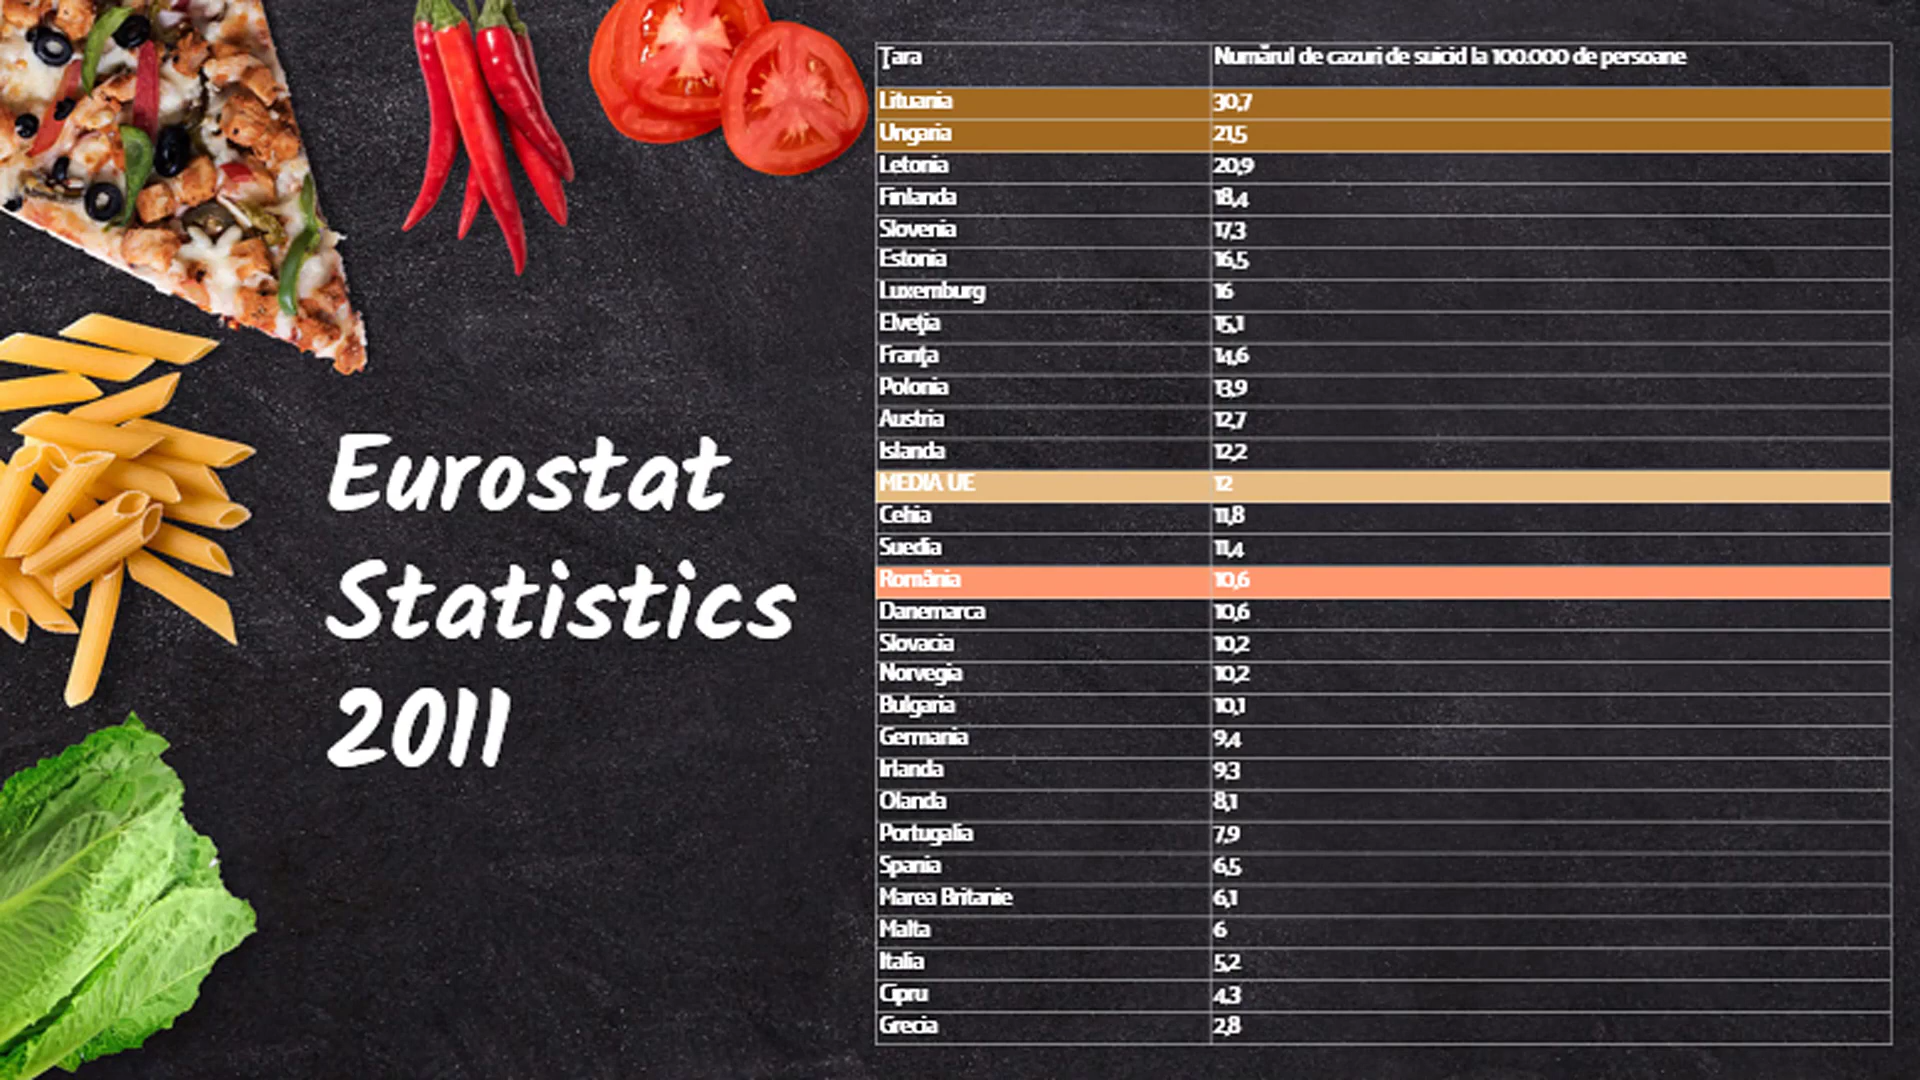 Eurostat
Statistics
2011
Ţara Numărul de cazuri de suicid la 100.000 de persoane
Lituania 30,7
Ungaria 21,5
Letonia 20,9
Finlanda 18,4
Slovenia 17,3
Estonia 16,5
Luxemburg 16
Elveţia 15,1
Franţa 14,6
Polonia 13,9
Austria 12,7
Islanda 12,2
MEDIA UE 12
Cehia 11,8
Suedia 11,4
România 10,6
Danemarca 10,6
Slovacia 10,2
Norvegia 10,2
Bulgaria 10,1
Germania 9,4
Irlanda 9,3
Olanda 8,1
Portugalia 7,9
Spania 6,5
Marea Britanie 6,1
Malta 6
Italia 5,2
Cipru 4,3
Grecia 2,8